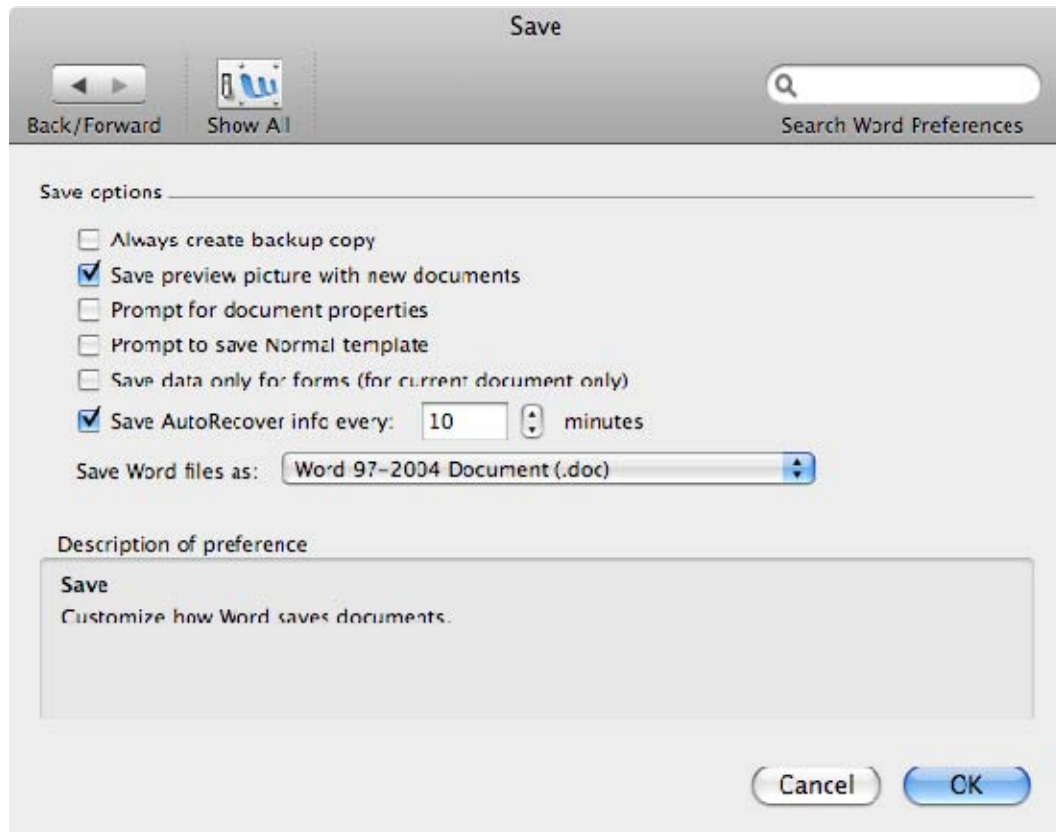 Save
Back/Forward Show All Search Word Preferences
Save options
Always create backup copy
Save preview picture with new documents
Prompt for document properties
Prompt to save Normal template
Save data only for forms (for current document only)
Save AutoRecover info every: 10 minutes
Save Word files as: Word 97-2004 Document (.doc)
Description of preference
Save
Customize how Word saves documents.
Cancel OK